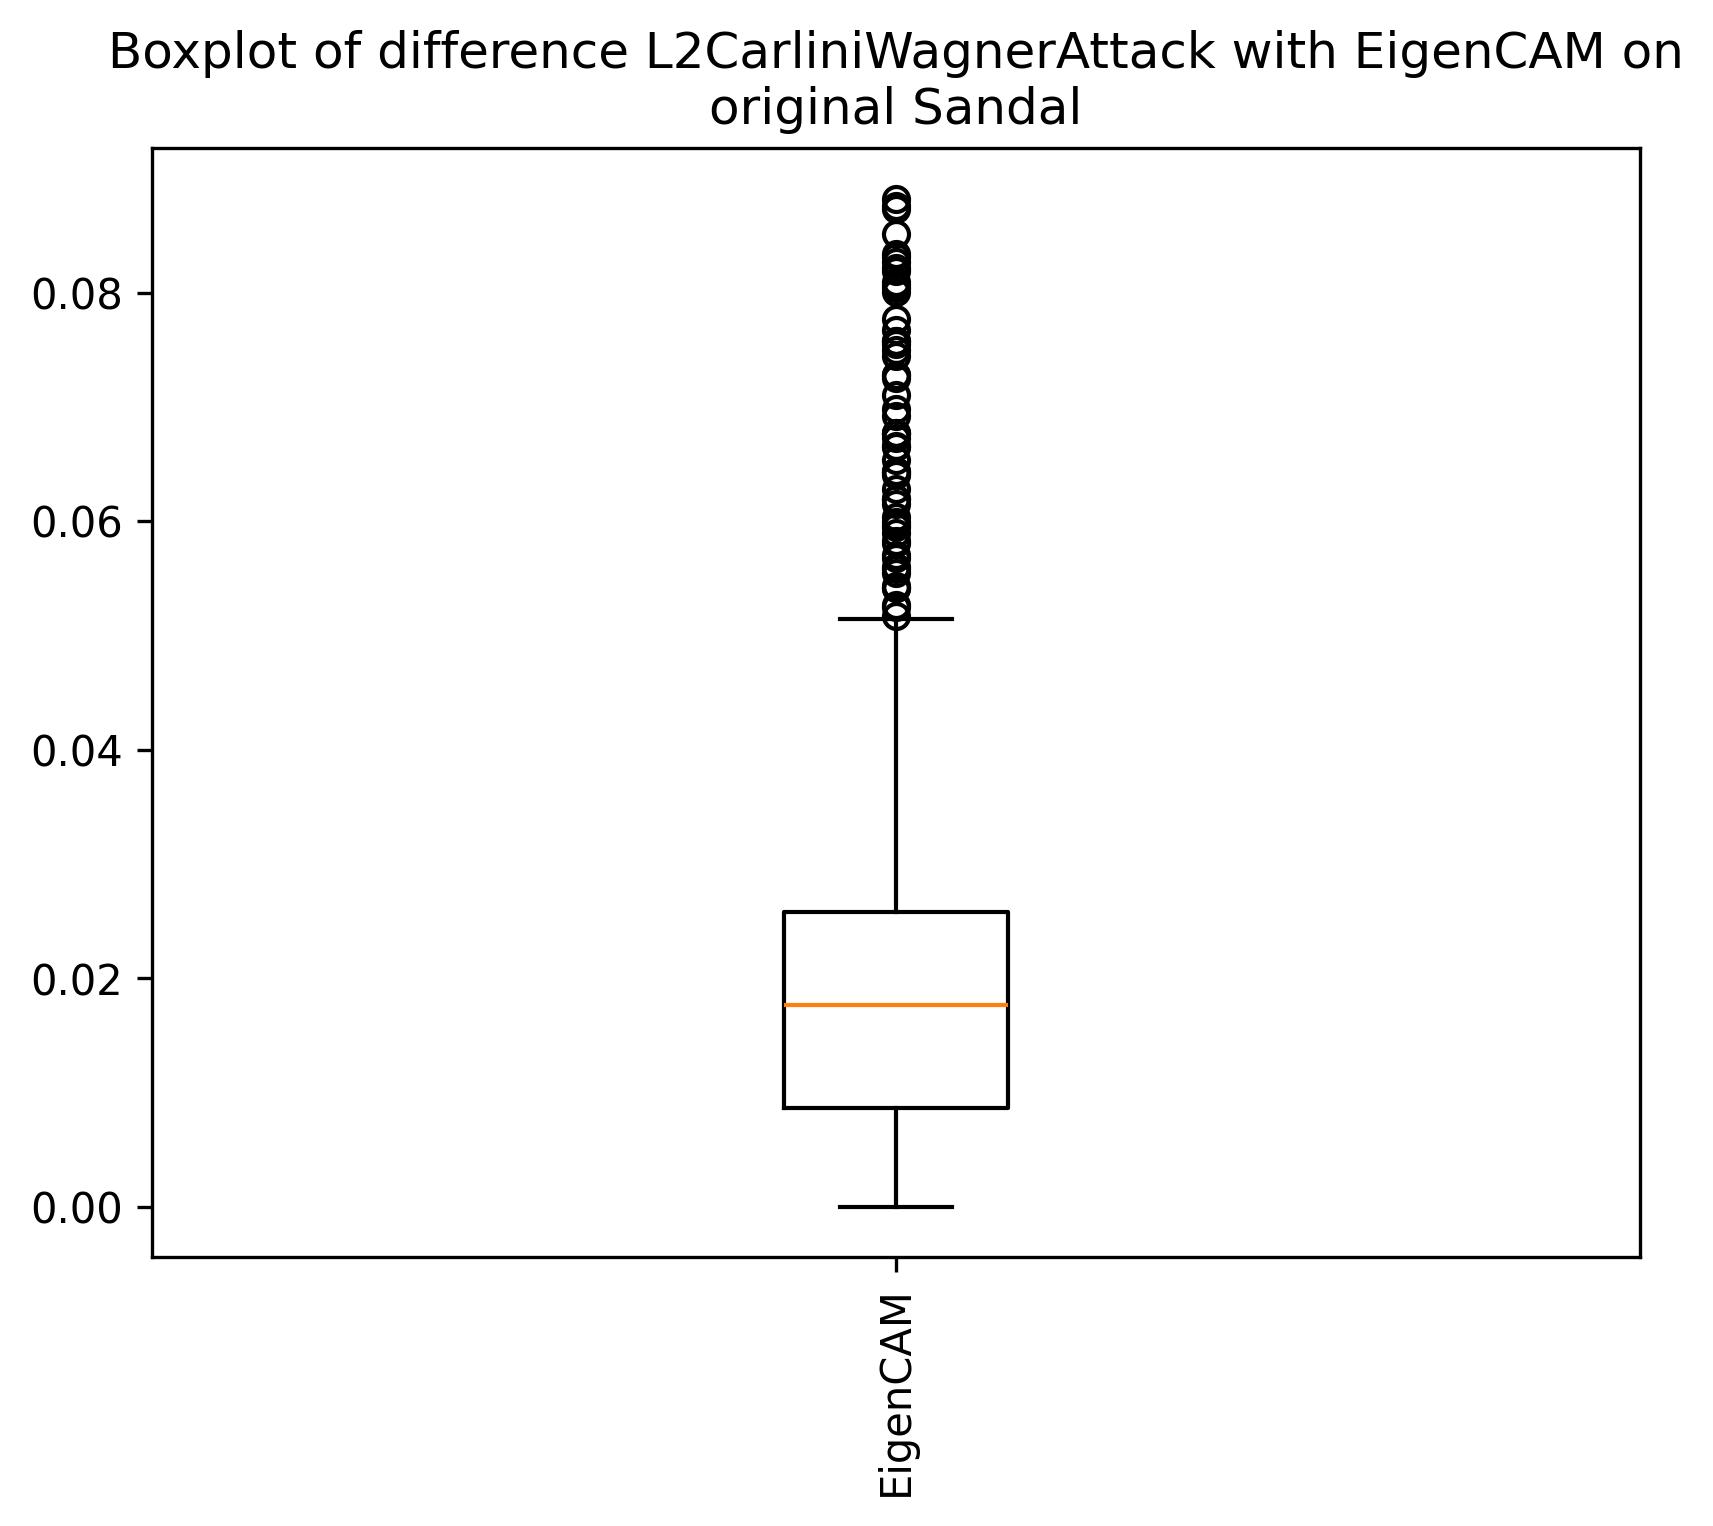 Boxplot of difference L2CarliniWagnerAttack with EigenCAM on
original Sandal
0.08
0.06
0.04
0.02
0.00
EigenCAM